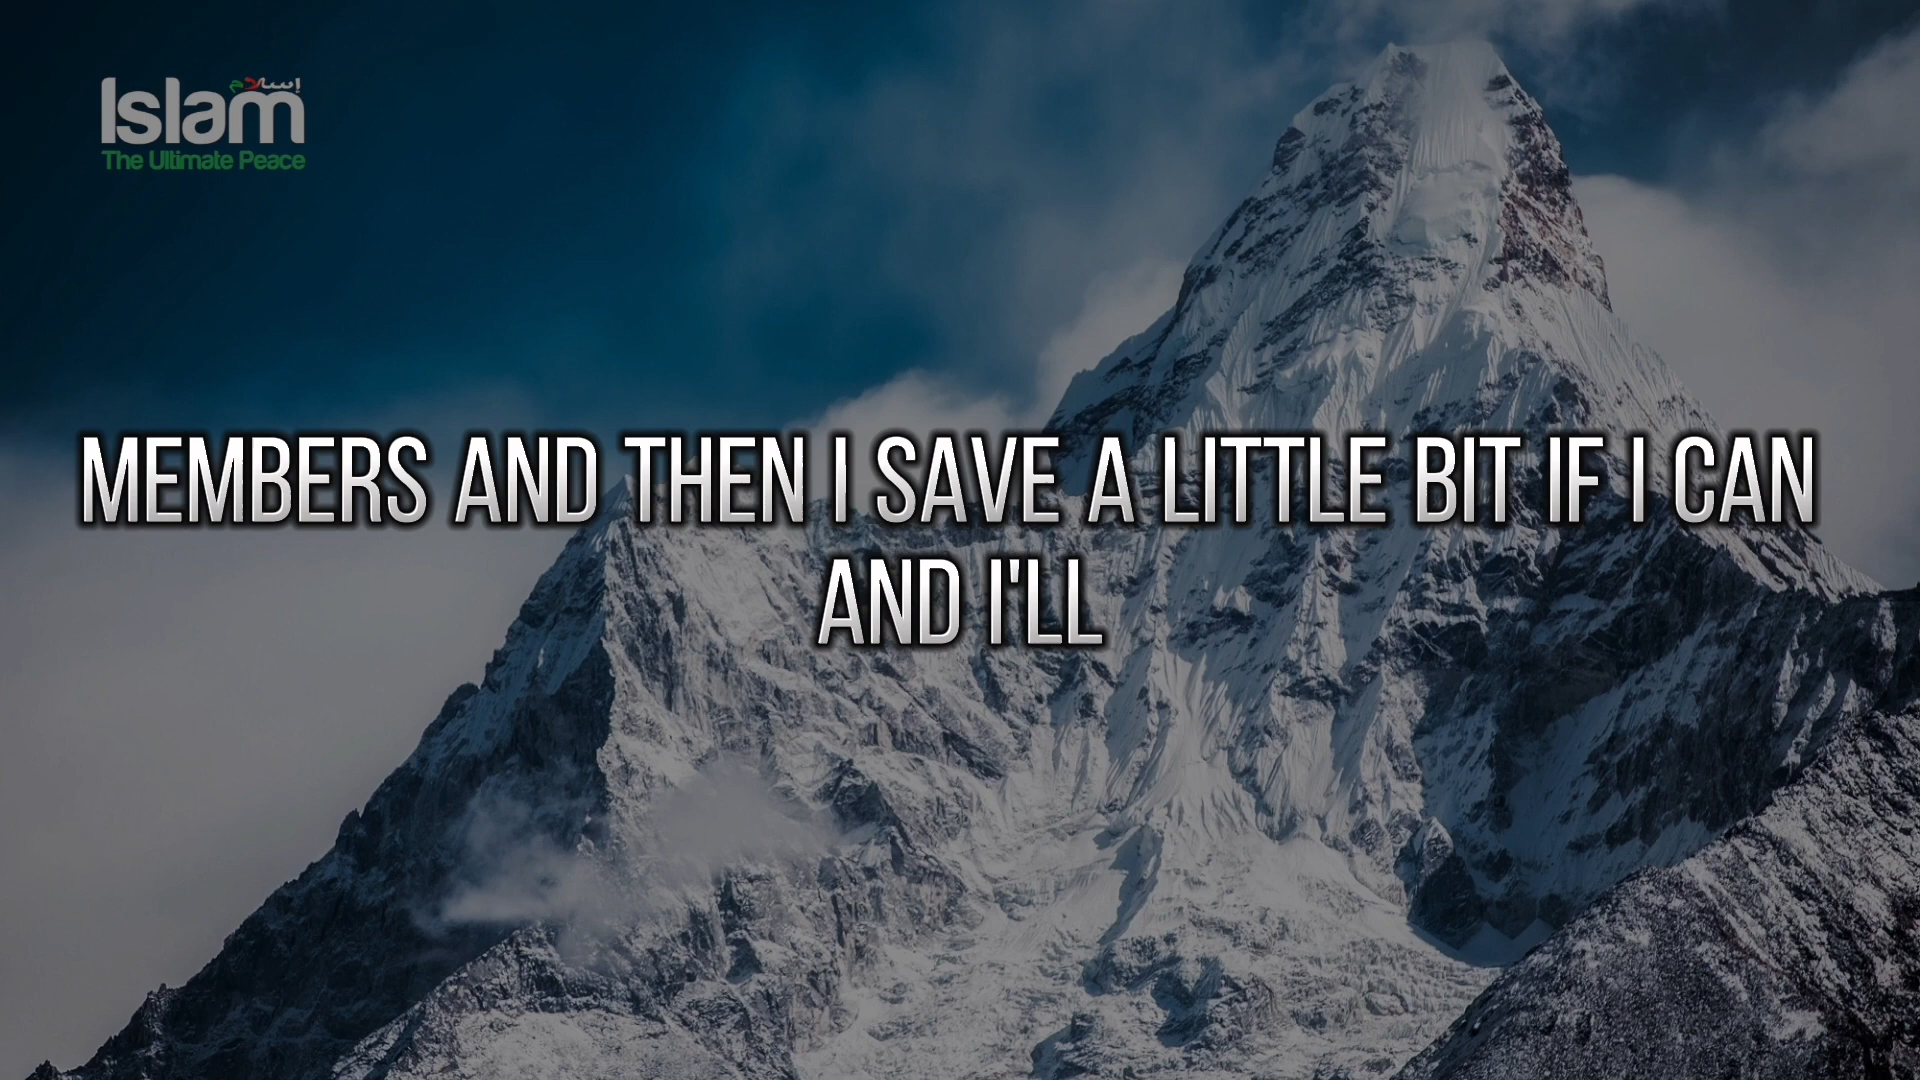 إسلام
Islam
The Ultimate Peace
MEMBERS AND THEN I SAVE A LITTLE BIT IF I CAN
AND I'LL